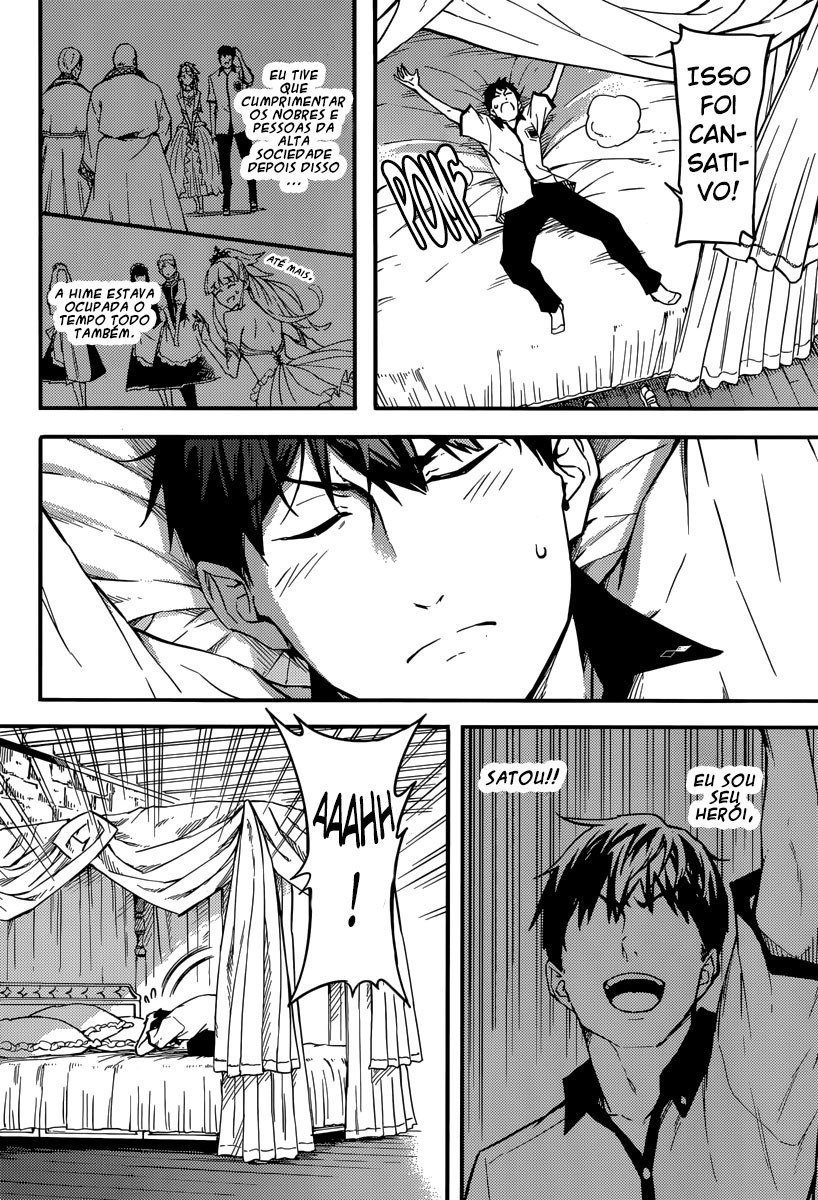 ISSO
FOI
CAN-
SATI-
VO!
POMF
EU TIVE
QUE
CUMPRIMENTAR
OS NOBRES E
PESSOAS DA
ALTA
SOCIEDADE
DEPOIS DISSO
...
ATÉ MAIS.
A HIME ESTAVA
OCUPADA O
TEMPO TODO
TAMBÉM.
EU SOU
SEU
HERÓI,
SATOU!!
AAAHH
!